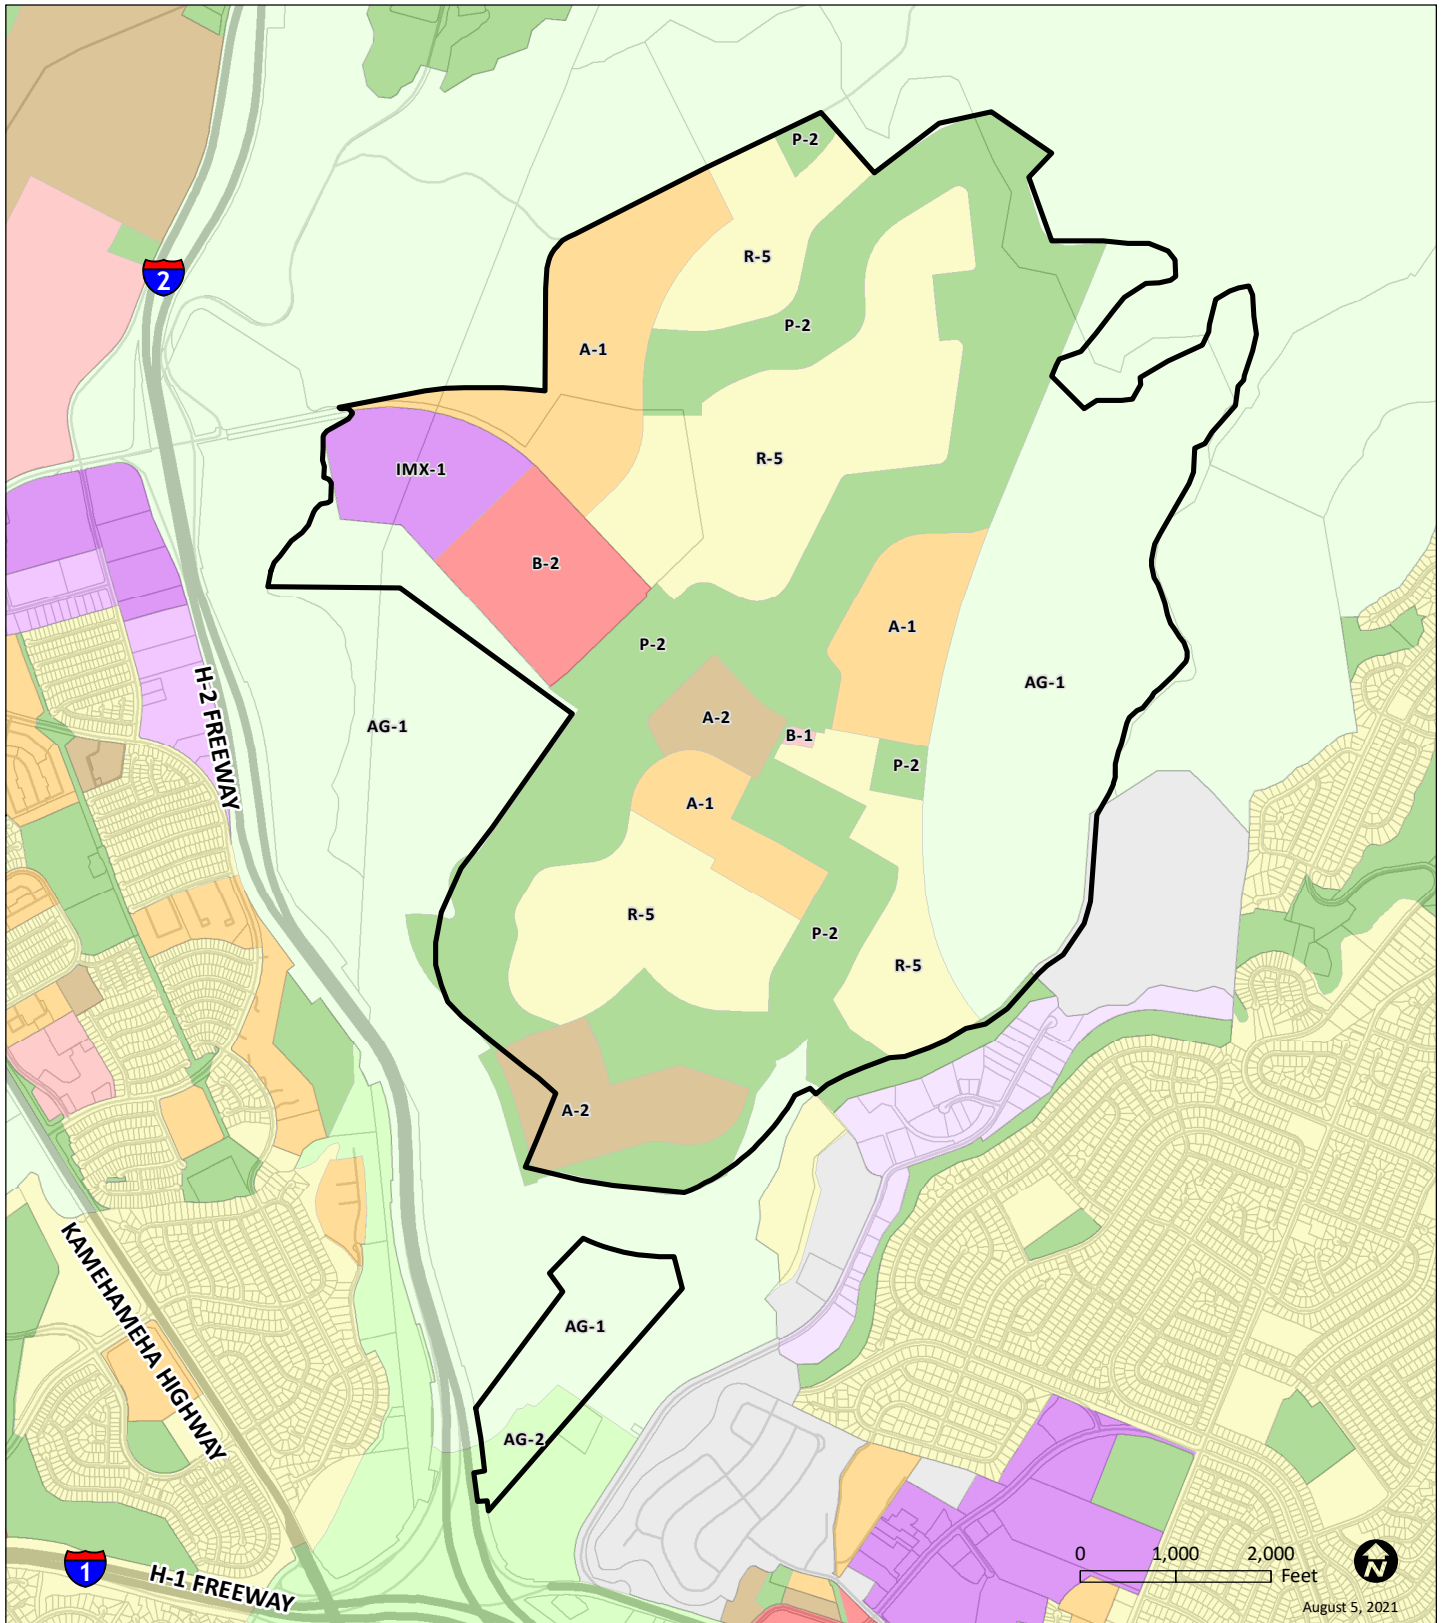 P-2
R-5
2
P-2
A-1
R-5
IMX-1
B-2
A-1
P-2
AG-1
H-2 FREEWAY
A-2
AG-1
B-1
P-2
A-1
R-5
P-2
R-5
A-2
KAMEHAMEHA HIGHWAY
AG-1
AG-2
0 1,000 2,000
Feet
N
1
H-1 FREEWAY
August 5, 2021